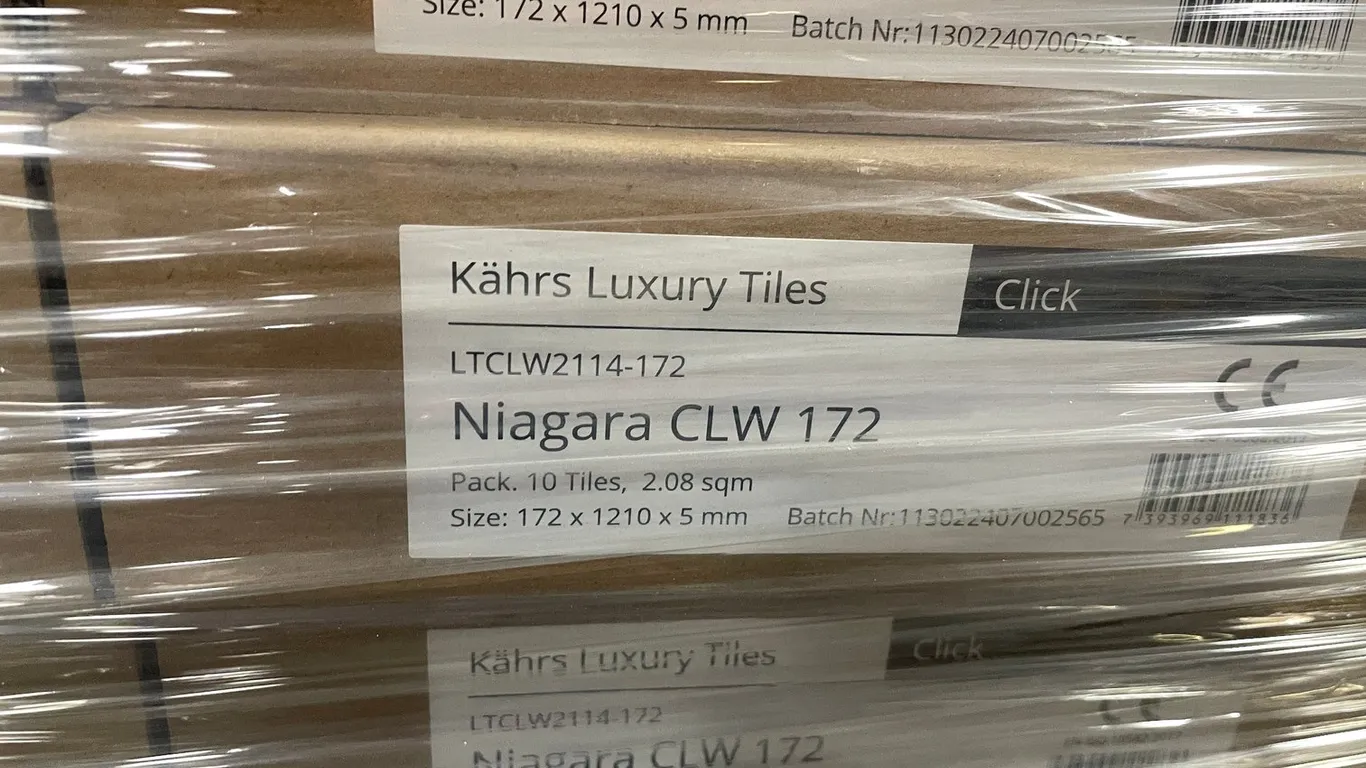 Size: 172 x 1210 x 5 mm Batch Nr:113022407002565
Kährs Luxury Tiles Click
LTCLW2114-172
CE
Niagara CLW 172
Pack. 10 Tiles, 2.08 sqm
Size: 172 x 1210 x 5 mm Batch Nr:113022407002565 7393969111836
Kährs Luxury Tiles Click
LTCLW2114-172
CE
Niagara CLW 172